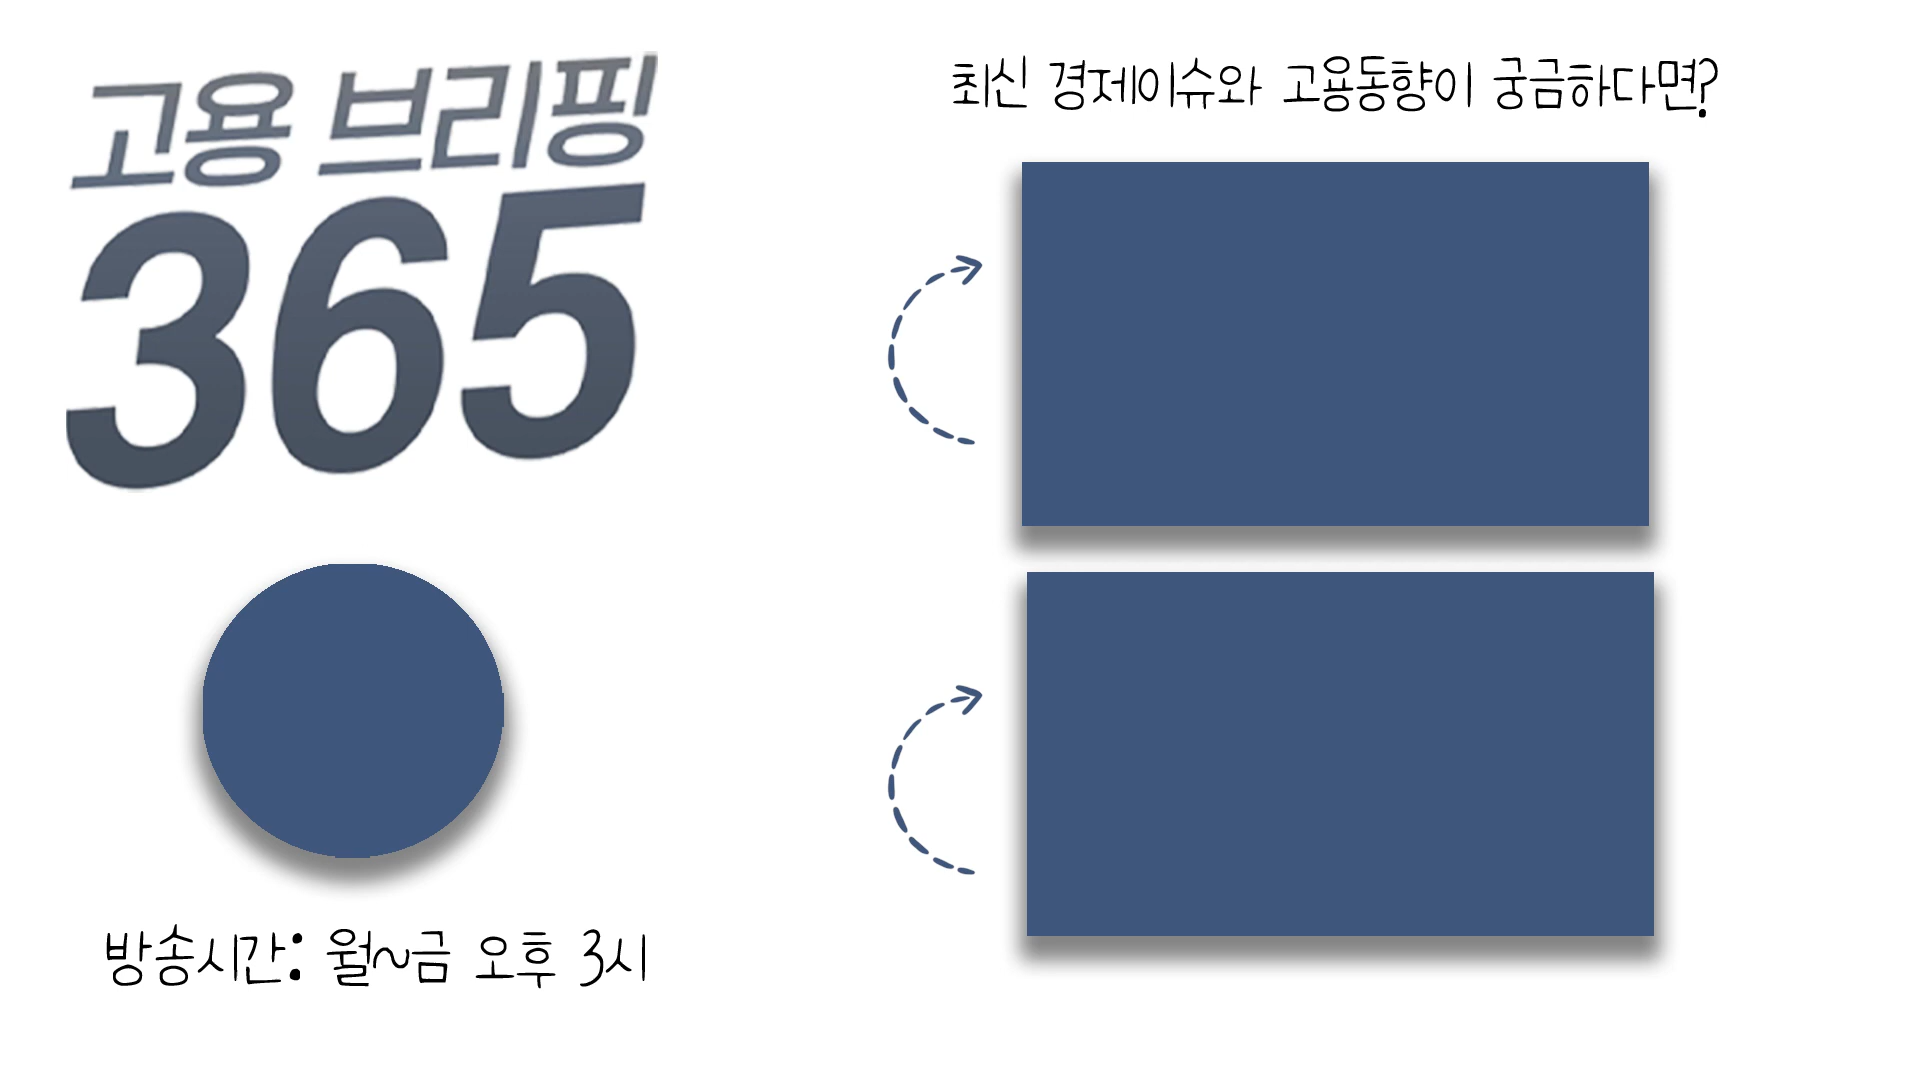 고용 브리핑
365
방송시간: 월~금 오후 3시
최신 경제이슈와 고용동향이 궁금하다면?